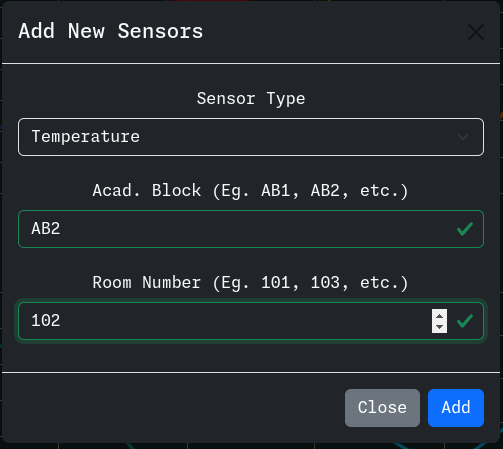 Add New Sensors
Sensor Type
Temperature
Acad. Block (Eg. AB1, AB2, etc.)
AB2
Room Number (Eg. 101, 103, etc.)
102
Close
Add